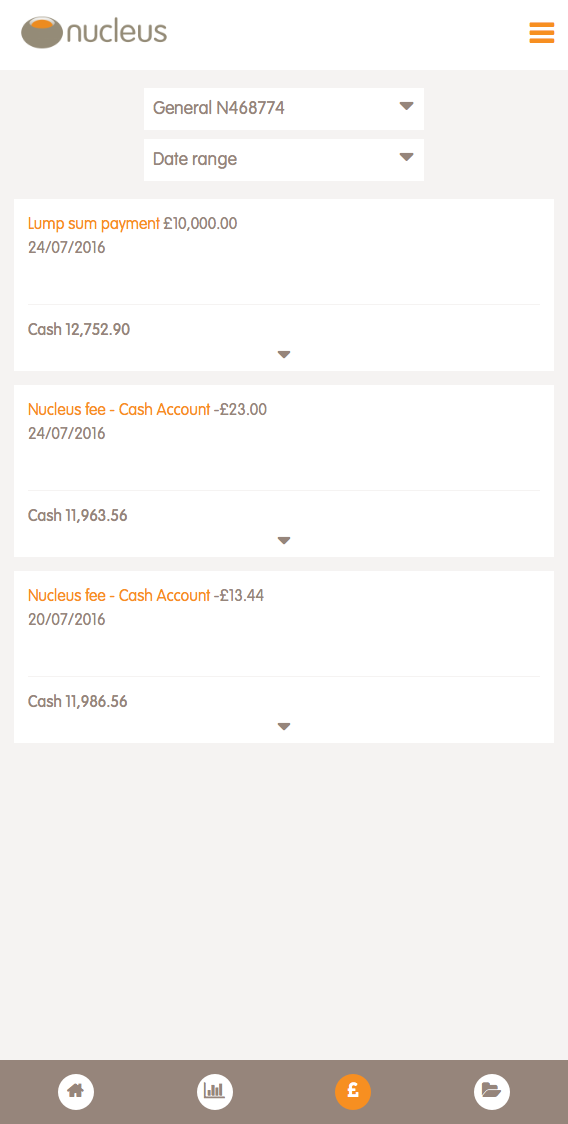 nucleus
General N468774
Date range
Lump sum payment £10,000.00
24/07/2016
Cash 12,752.90
Nucleus fee - Cash Account -£23.00
24/07/2016
Cash 11,963.56
Nucleus fee - Cash Account -£13.44
20/07/2016
Cash 11,986.56
£